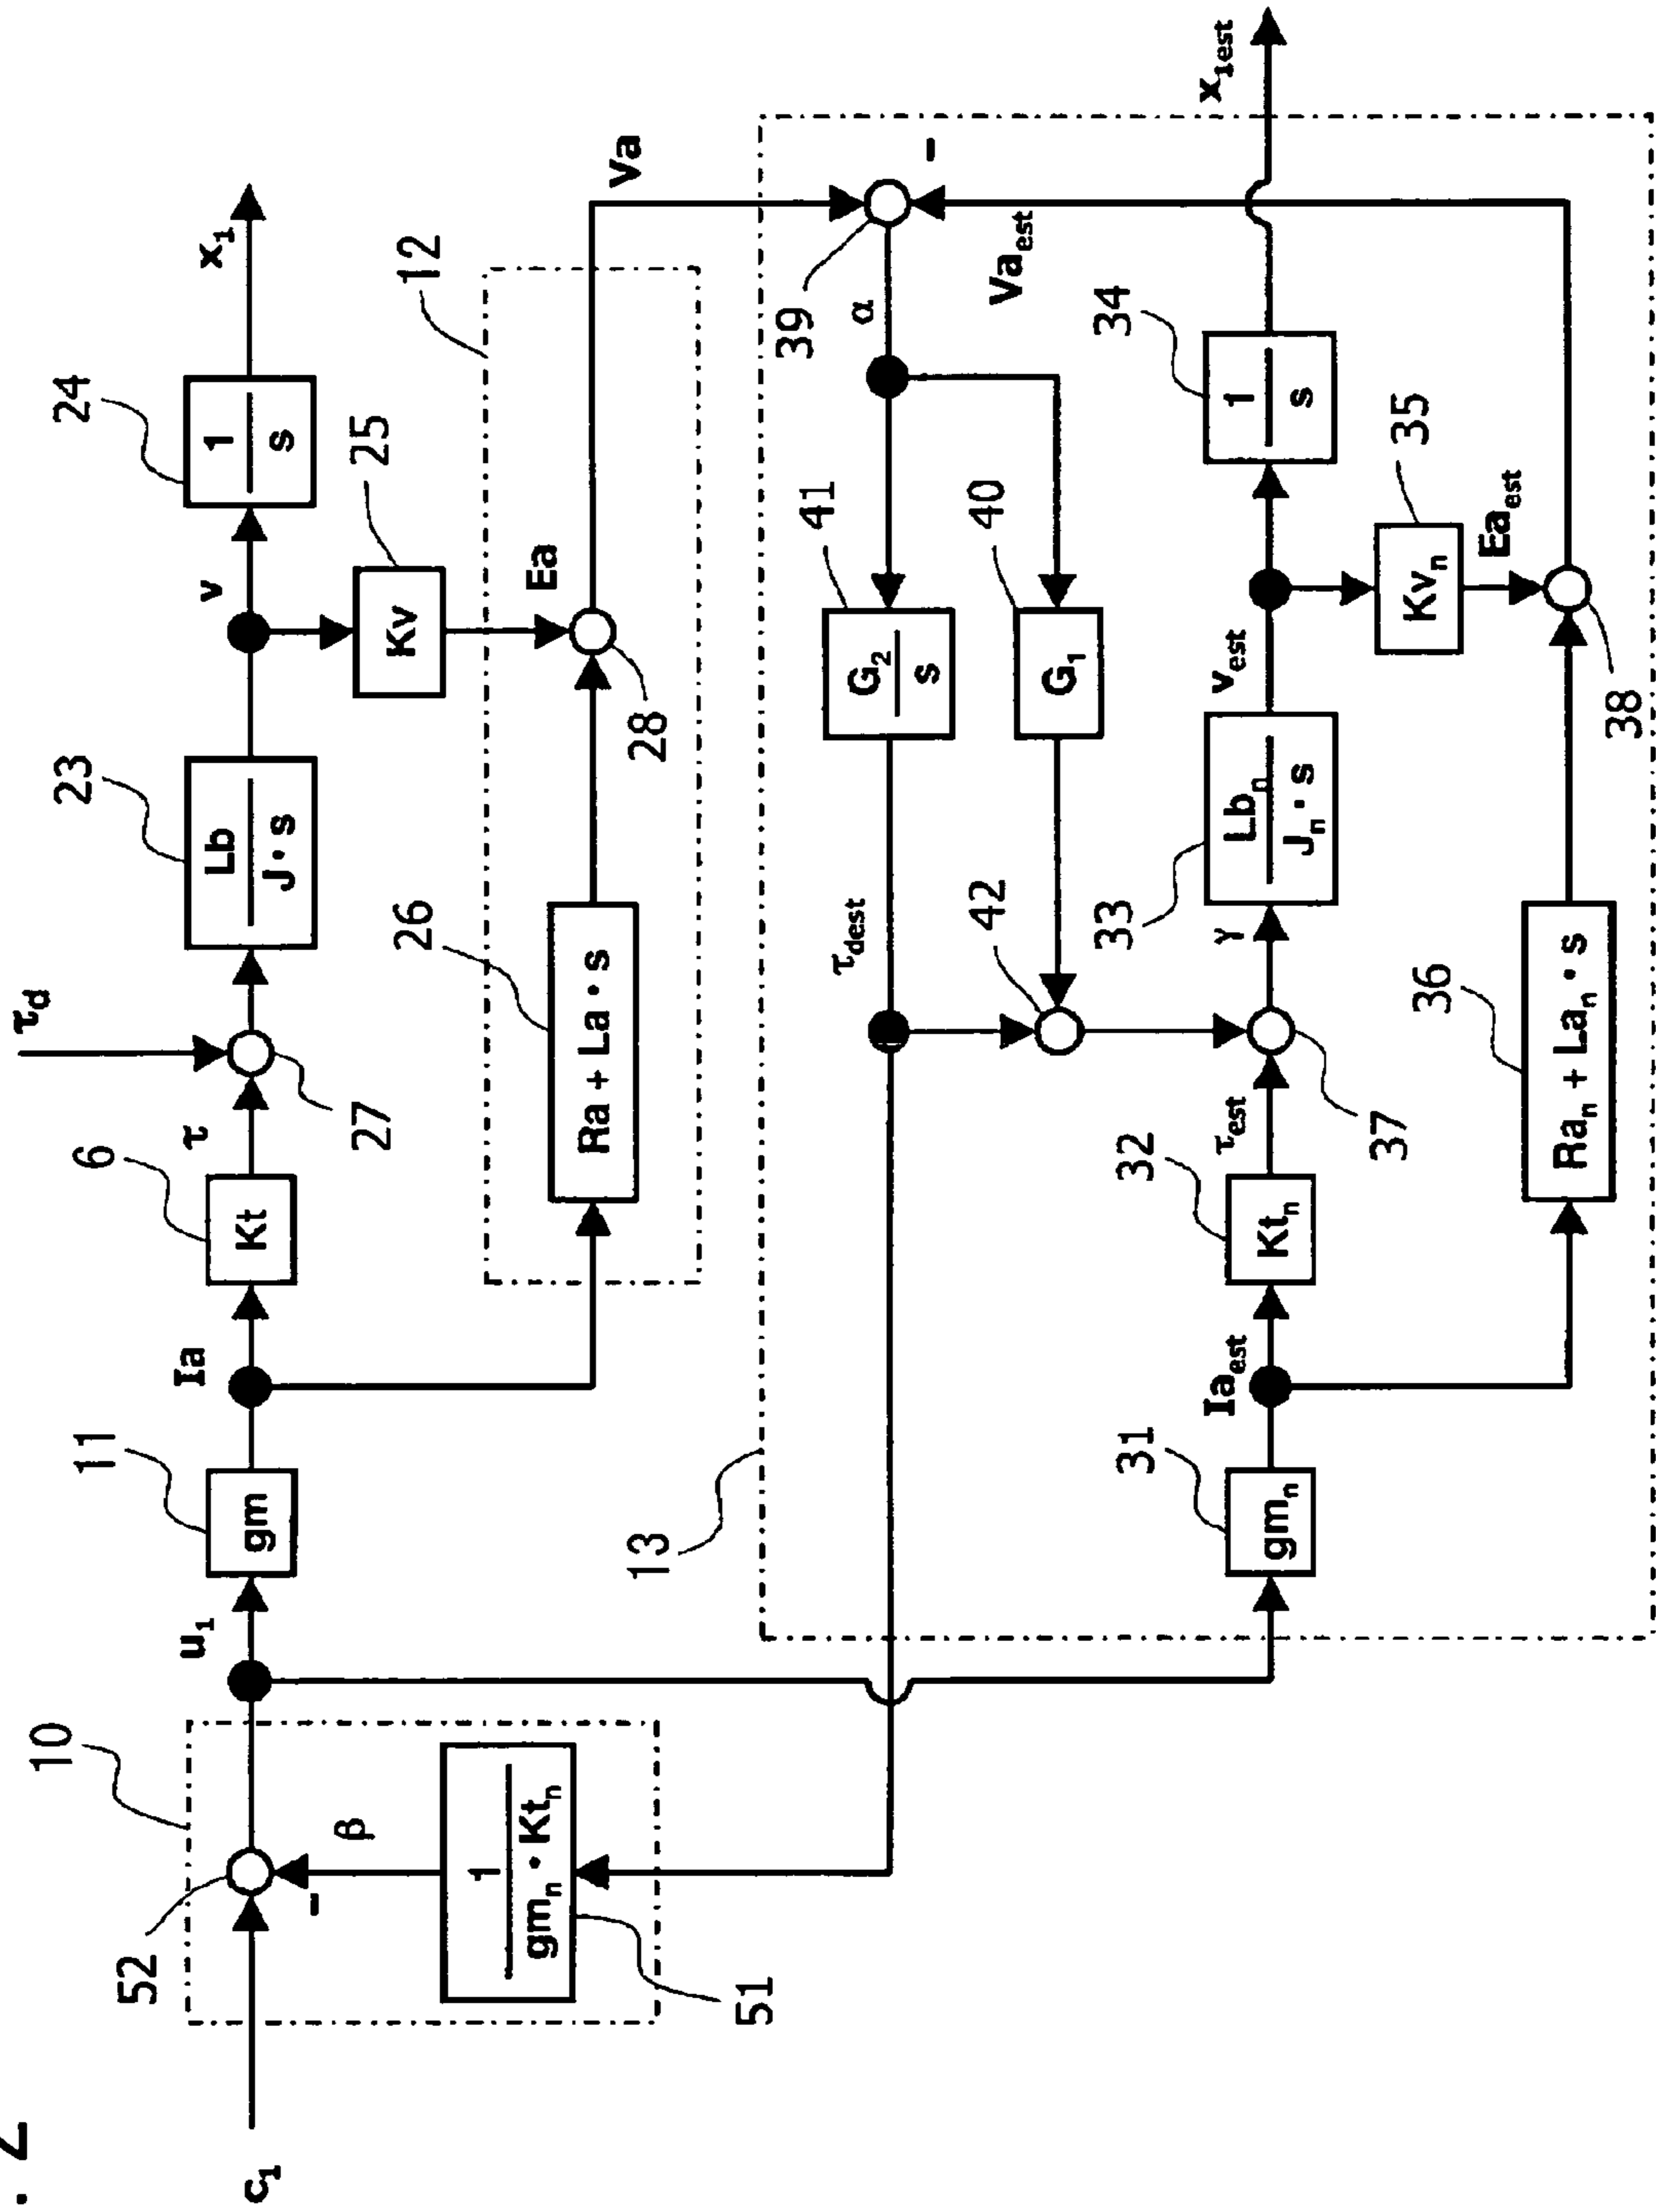 . 2
c₁
52
10
β
−
1
gmₙ · Ktₙ
51
u₁
11
gm
Ia
6
Kt
τ
τd
27
23
Lb
J · s
v
24
1
s
x₁
25
Kv
12
26
Ra + La · s
Ea
28
Va
13
39
−
α
Vaest
41
G₂
s
40
G₁
τdest
42
31
gmₙ
Iaest
32
Ktₙ
τest
37
γ
33
Lbₙ
Jₙ · s
vest
34
1
s
x₁est
35
Kvₙ
Eaest
38
36
Raₙ + Laₙ · s